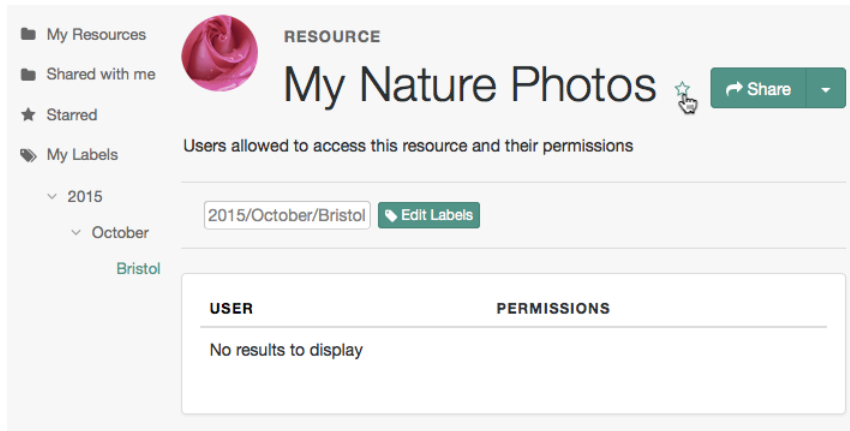 My Resources
Shared with me
Starred
My Labels
2015
October
Bristol
RESOURCE
My Nature Photos
Share
Users allowed to access this resource and their permissions
2015/October/Bristol
Edit Labels
USER PERMISSIONS
No results to display